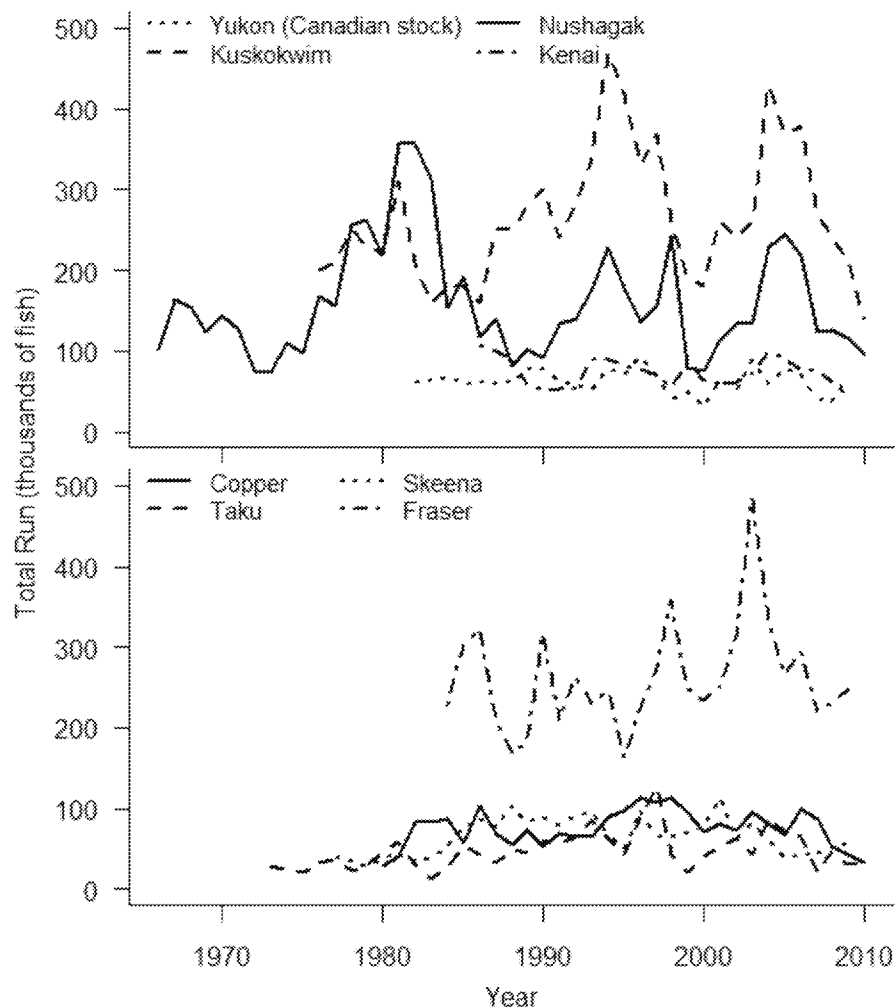 Total Run (thousands of fish)
500
400
300
200
100
0
Yukon (Canadian stock)
Nushagak
Kuskokwim
Kenai
500
400
300
200
100
0
Copper
Skeena
Taku
Fraser
1970
1980
1990
2000
2010
Year